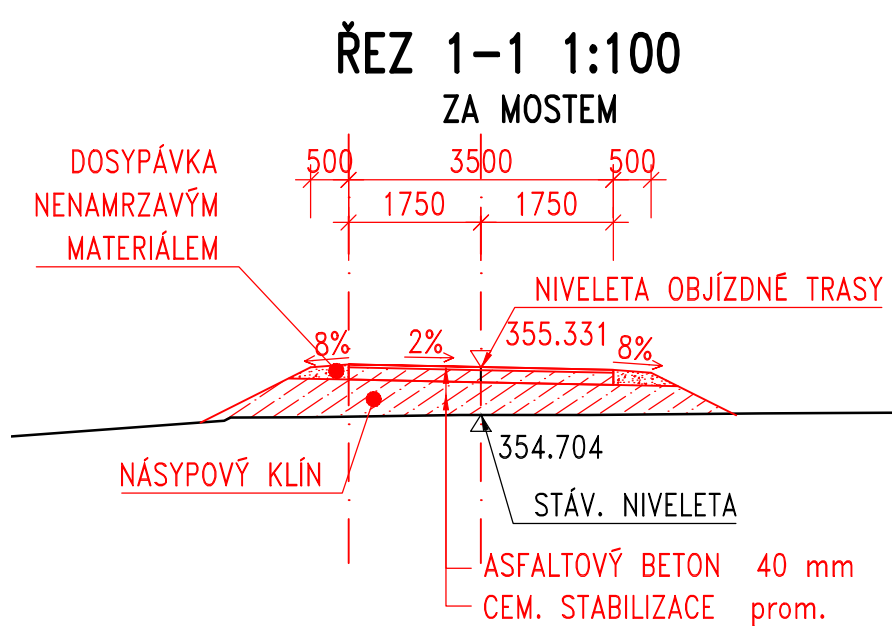 ŘEZ 1-1 1:100
ZA MOSTEM
DOSYPÁVKA
NENAMRZAVÝM
MATERIÁLEM
500 3500 500
1750 1750
NIVELETA OBJÍZDNÉ TRASY
355.331
8% 2% 8%
354.704
NÁSYPOVÝ KLÍN
STÁV. NIVELETA
ASFALTOVÝ BETON 40 mm
CEM. STABILIZACE prom.